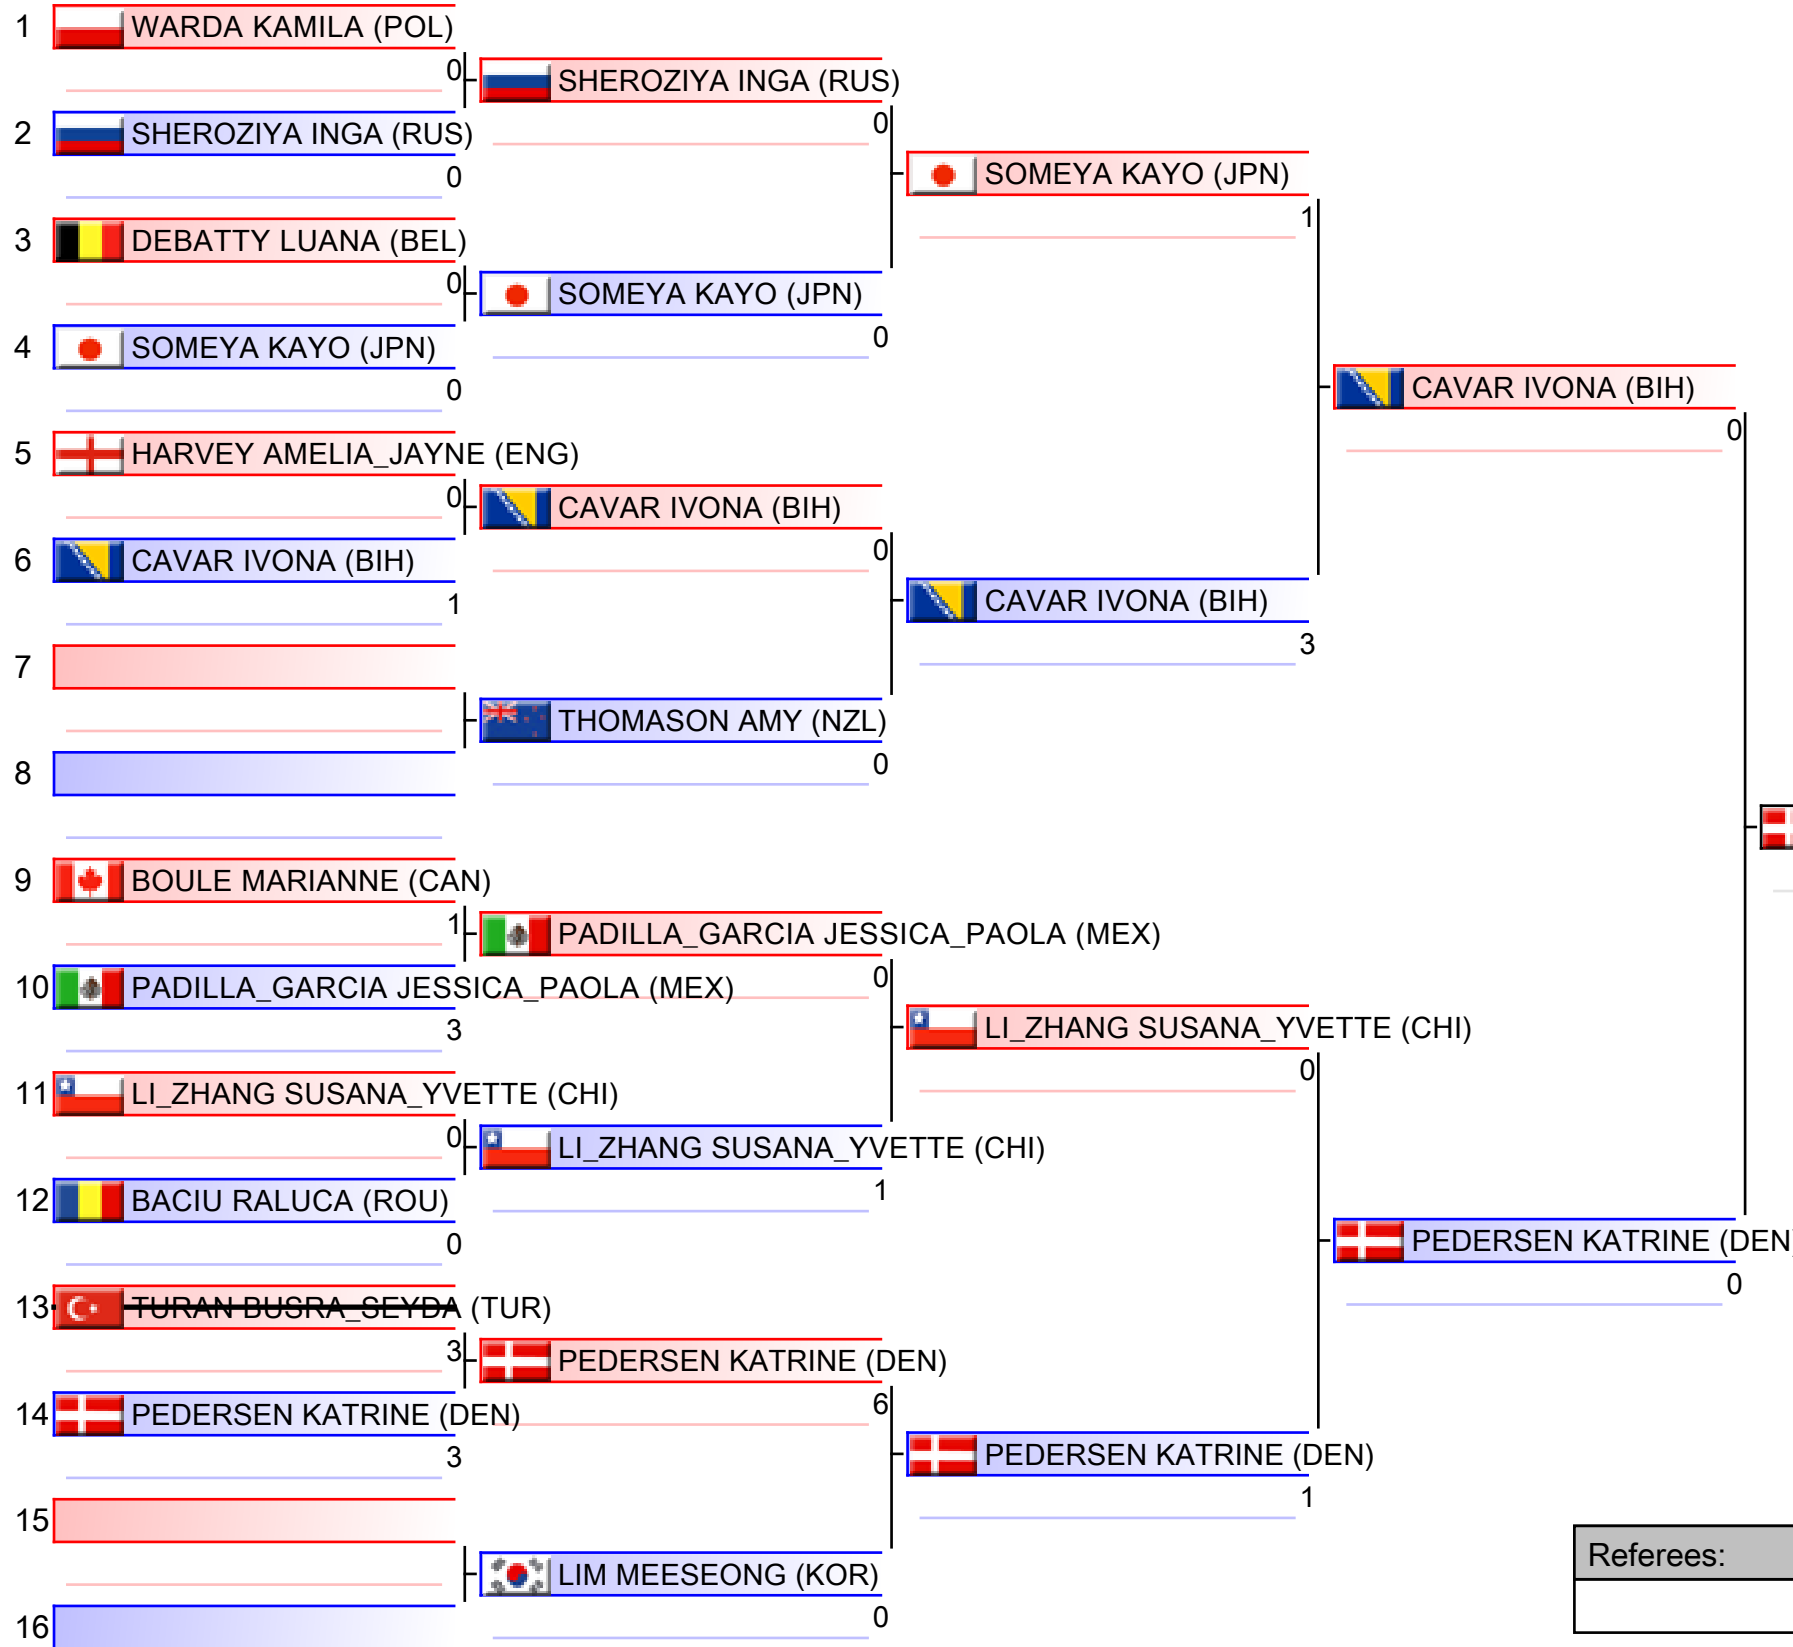 1 WARDA KAMILA (POL)
0
SHEROZIYA INGA (RUS)
0
2 SHEROZIYA INGA (RUS)
0
SOMEYA KAYO (JPN)
1
3 DEBATTY LUANA (BEL)
0
SOMEYA KAYO (JPN)
0
4 SOMEYA KAYO (JPN)
0
CAVAR IVONA (BIH)
0
5 HARVEY AMELIA_JAYNE (ENG)
0
CAVAR IVONA (BIH)
0
6 CAVAR IVONA (BIH)
1
CAVAR IVONA (BIH)
3
7
THOMASON AMY (NZL)
0
8
9 BOULE MARIANNE (CAN)
1
PADILLA_GARCIA JESSICA_PAOLA (MEX)
0
10 PADILLA_GARCIA JESSICA_PAOLA (MEX)
3
LI_ZHANG SUSANA_YVETTE (CHI)
0
11 LI_ZHANG SUSANA_YVETTE (CHI)
0
LI_ZHANG SUSANA_YVETTE (CHI)
1
12 BACIU RALUCA (ROU)
0
PEDERSEN KATRINE (DEN)
0
13 TURAN BUSRA_SEYDA (TUR)
3
PEDERSEN KATRINE (DEN)
6
14 PEDERSEN KATRINE (DEN)
3
PEDERSEN KATRINE (DEN)
1
15
LIM MEESEONG (KOR)
0
16
Referees: